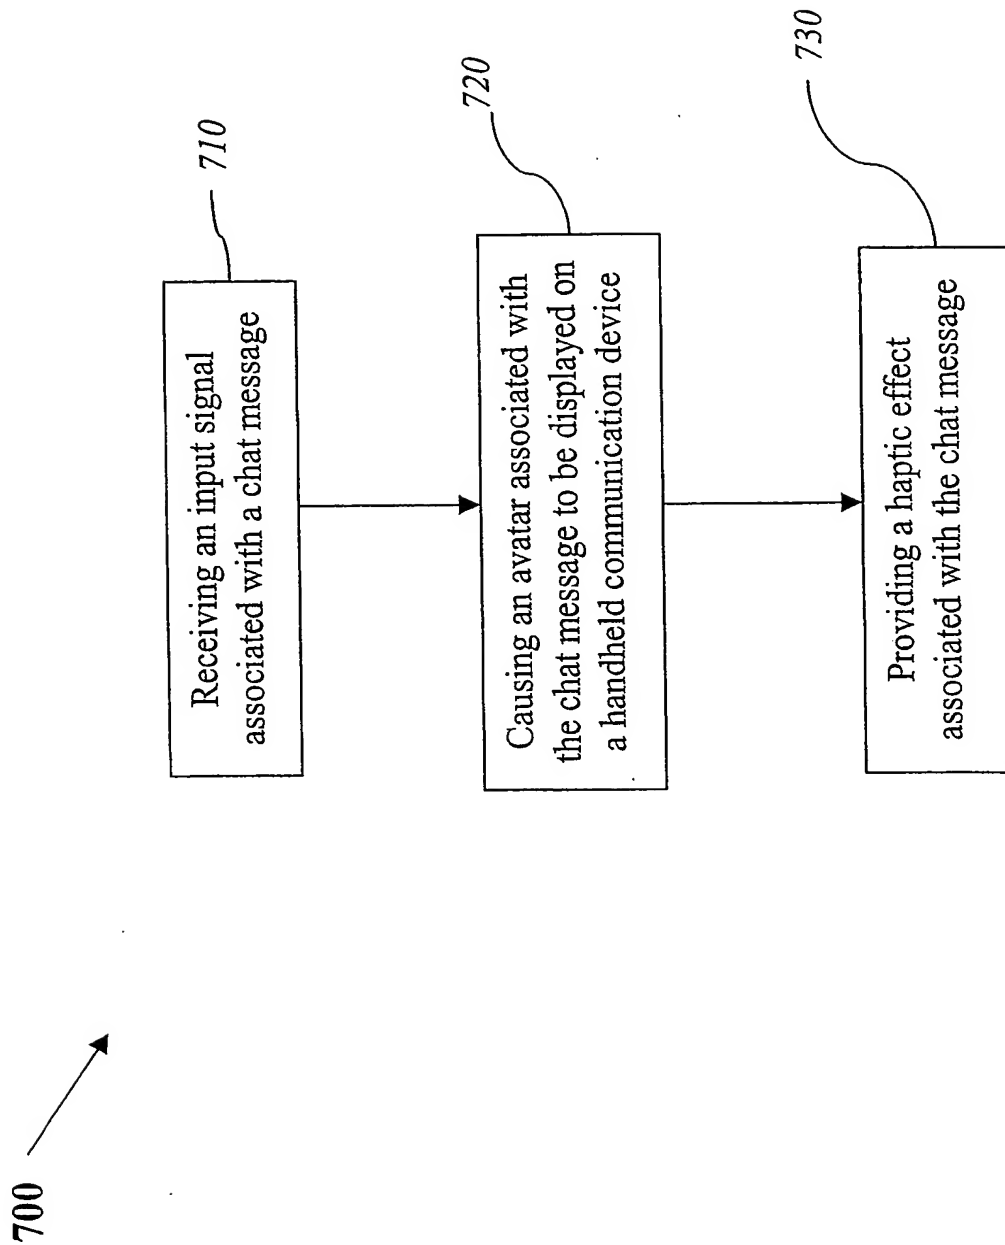 700
Receiving an input signal
associated with a chat message
710
Causing an avatar associated with
the chat message to be displayed on
a handheld communication device
720
Providing a haptic effect
associated with the chat message
730